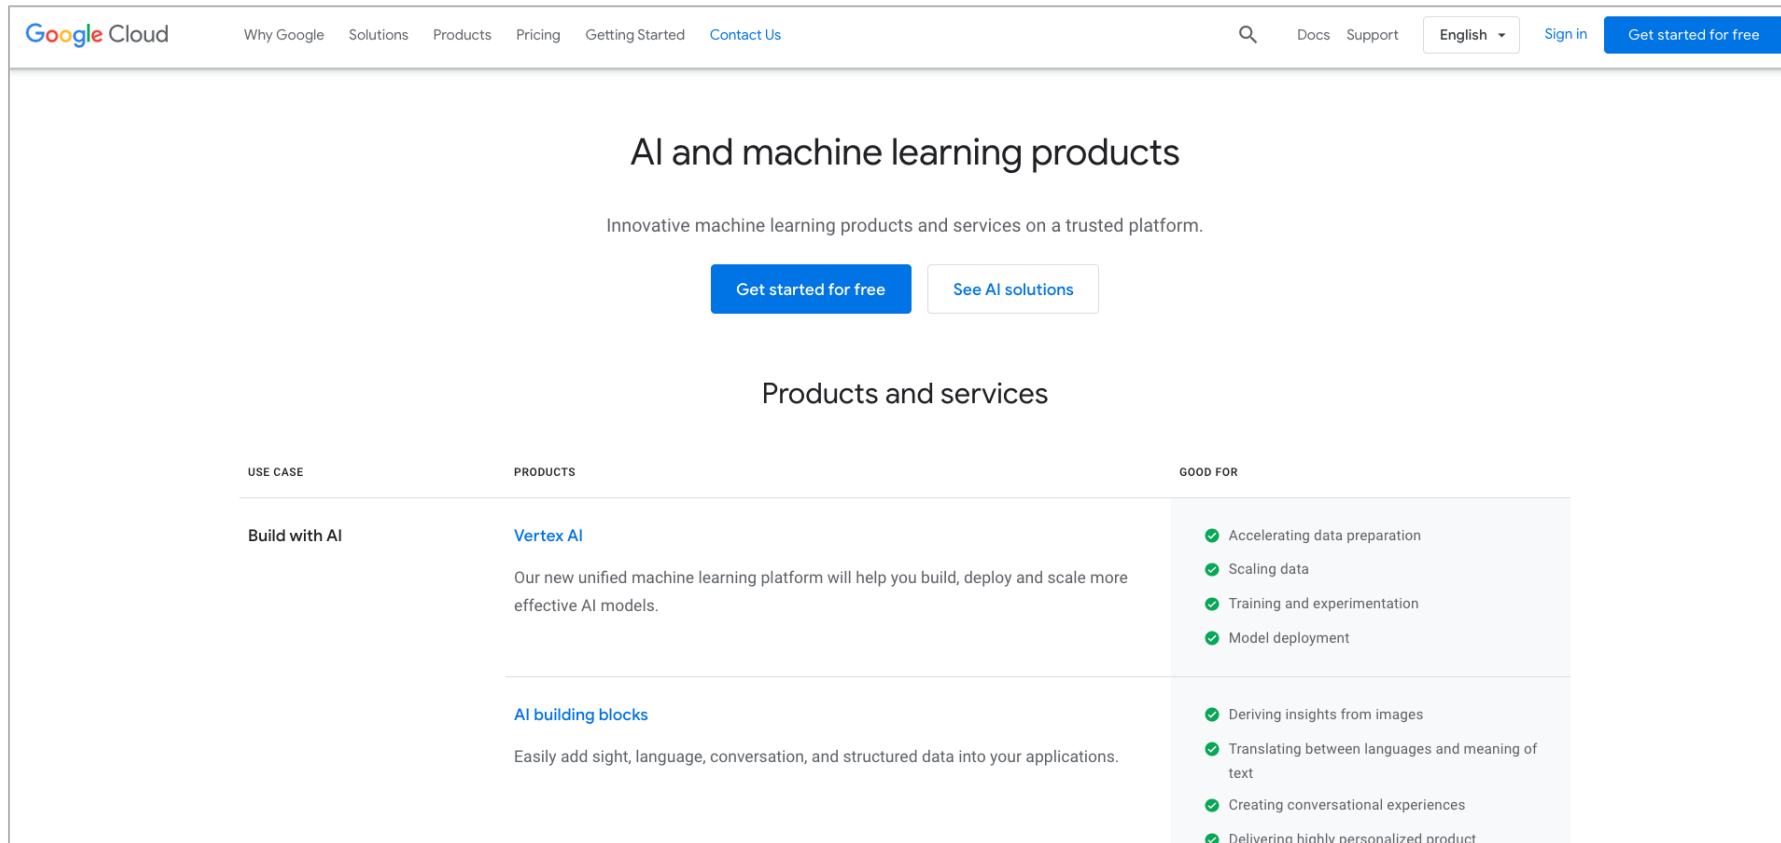 Google Cloud Why Google Solutions Products Pricing Getting Started Contact Us Docs Support English Sign in Get started for free
AI and machine learning products
Innovative machine learning products and services on a trusted platform.
Get started for free See AI solutions
Products and services
USE CASE PRODUCTS GOOD FOR
Build with AI
Vertex AI
Our new unified machine learning platform will help you build, deploy and scale more
effective AI models.
Accelerating data preparation
Scaling data
Training and experimentation
Model deployment
AI building blocks
Easily add sight, language, conversation, and structured data into your applications.
Deriving insights from images
Translating between languages and meaning of
text
Creating conversational experiences
Delivering highly personalized product